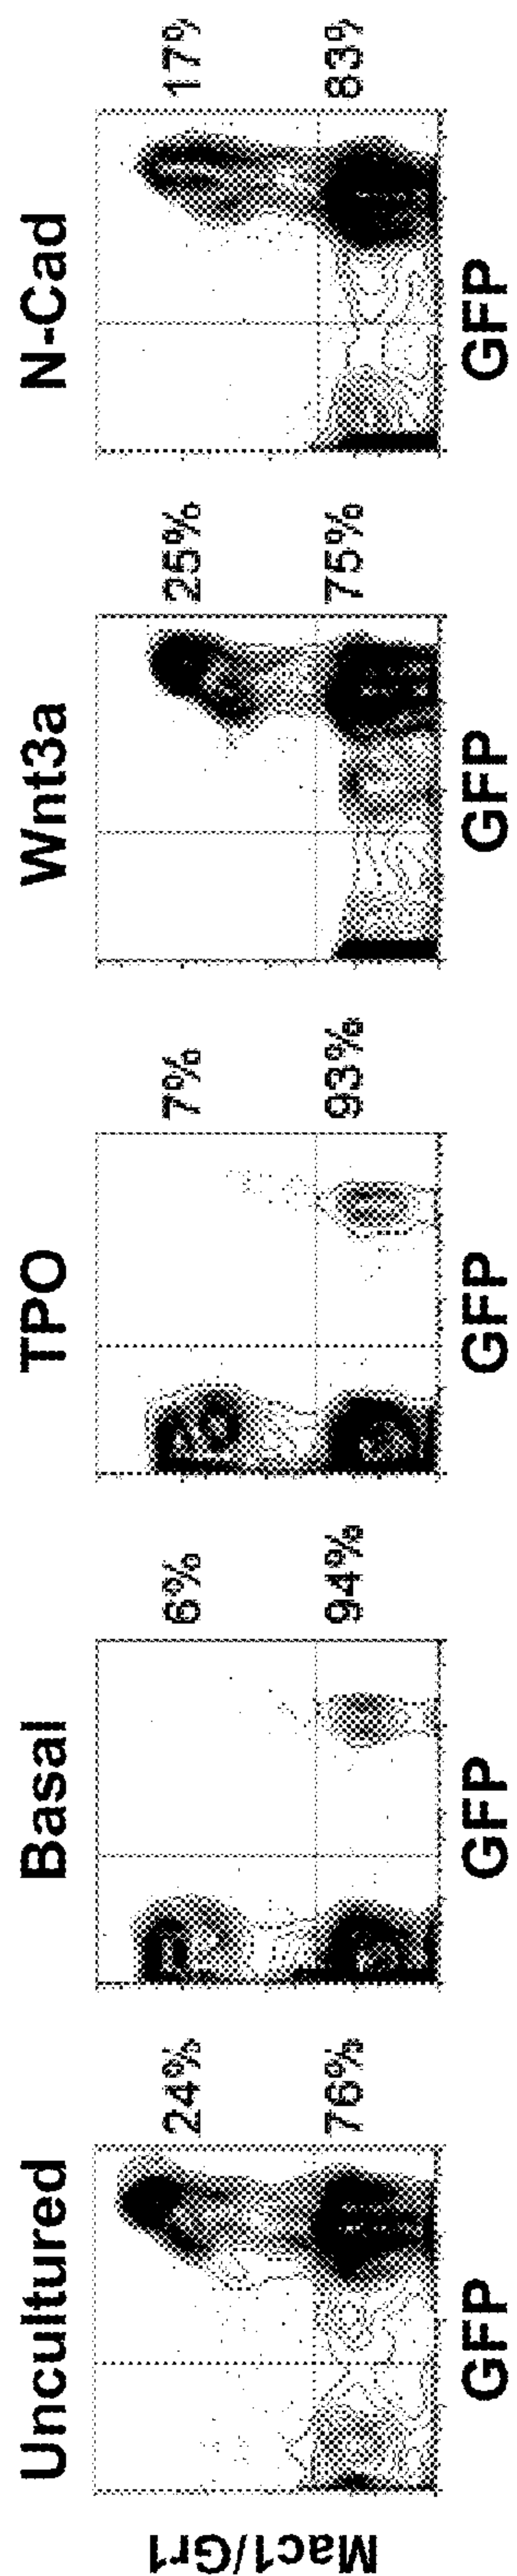 Uncultured
Basal
TPO
Wnt3a
N-Cad
Mac1/Gr1
24%
76%
6%
94%
7%
93%
25%
75%
17%
83%
GFP
GFP
GFP
GFP
GFP